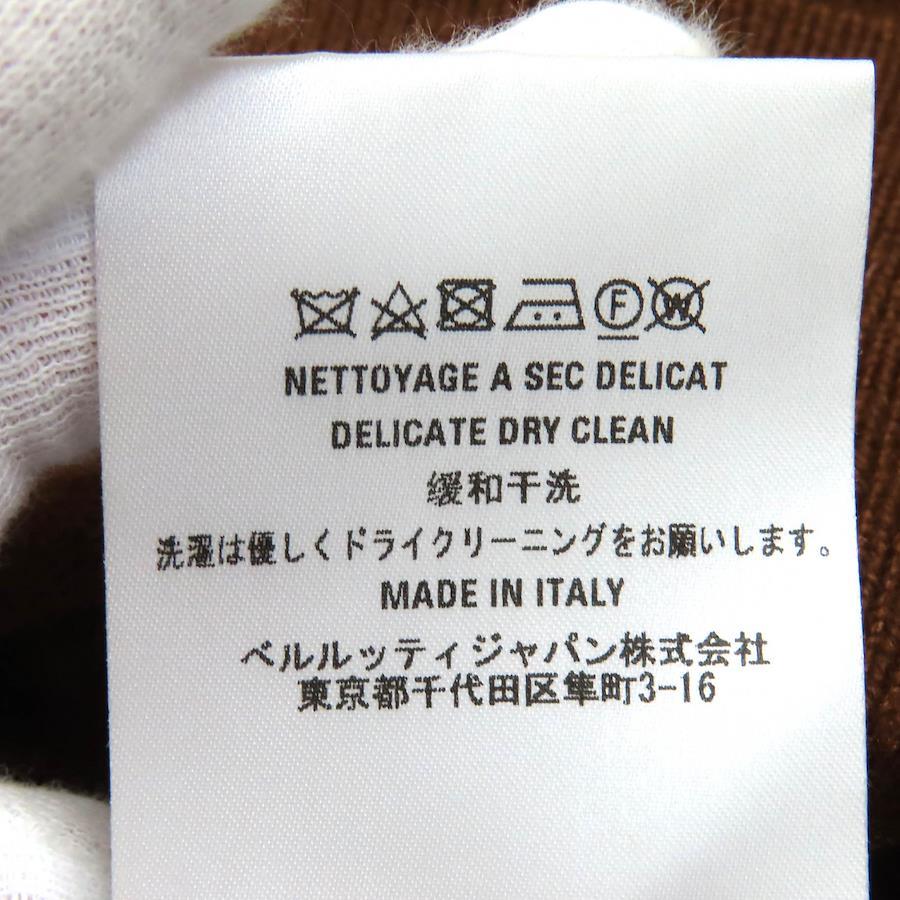 F W
NETTOYAGE A SEC DELICAT
DELICATE DRY CLEAN
缓和干洗
洗濯は優しくドライクリーニングをお願いします。
MADE IN ITALY
ベルルッティジャパン株式会社
東京都千代田区隼町3-16